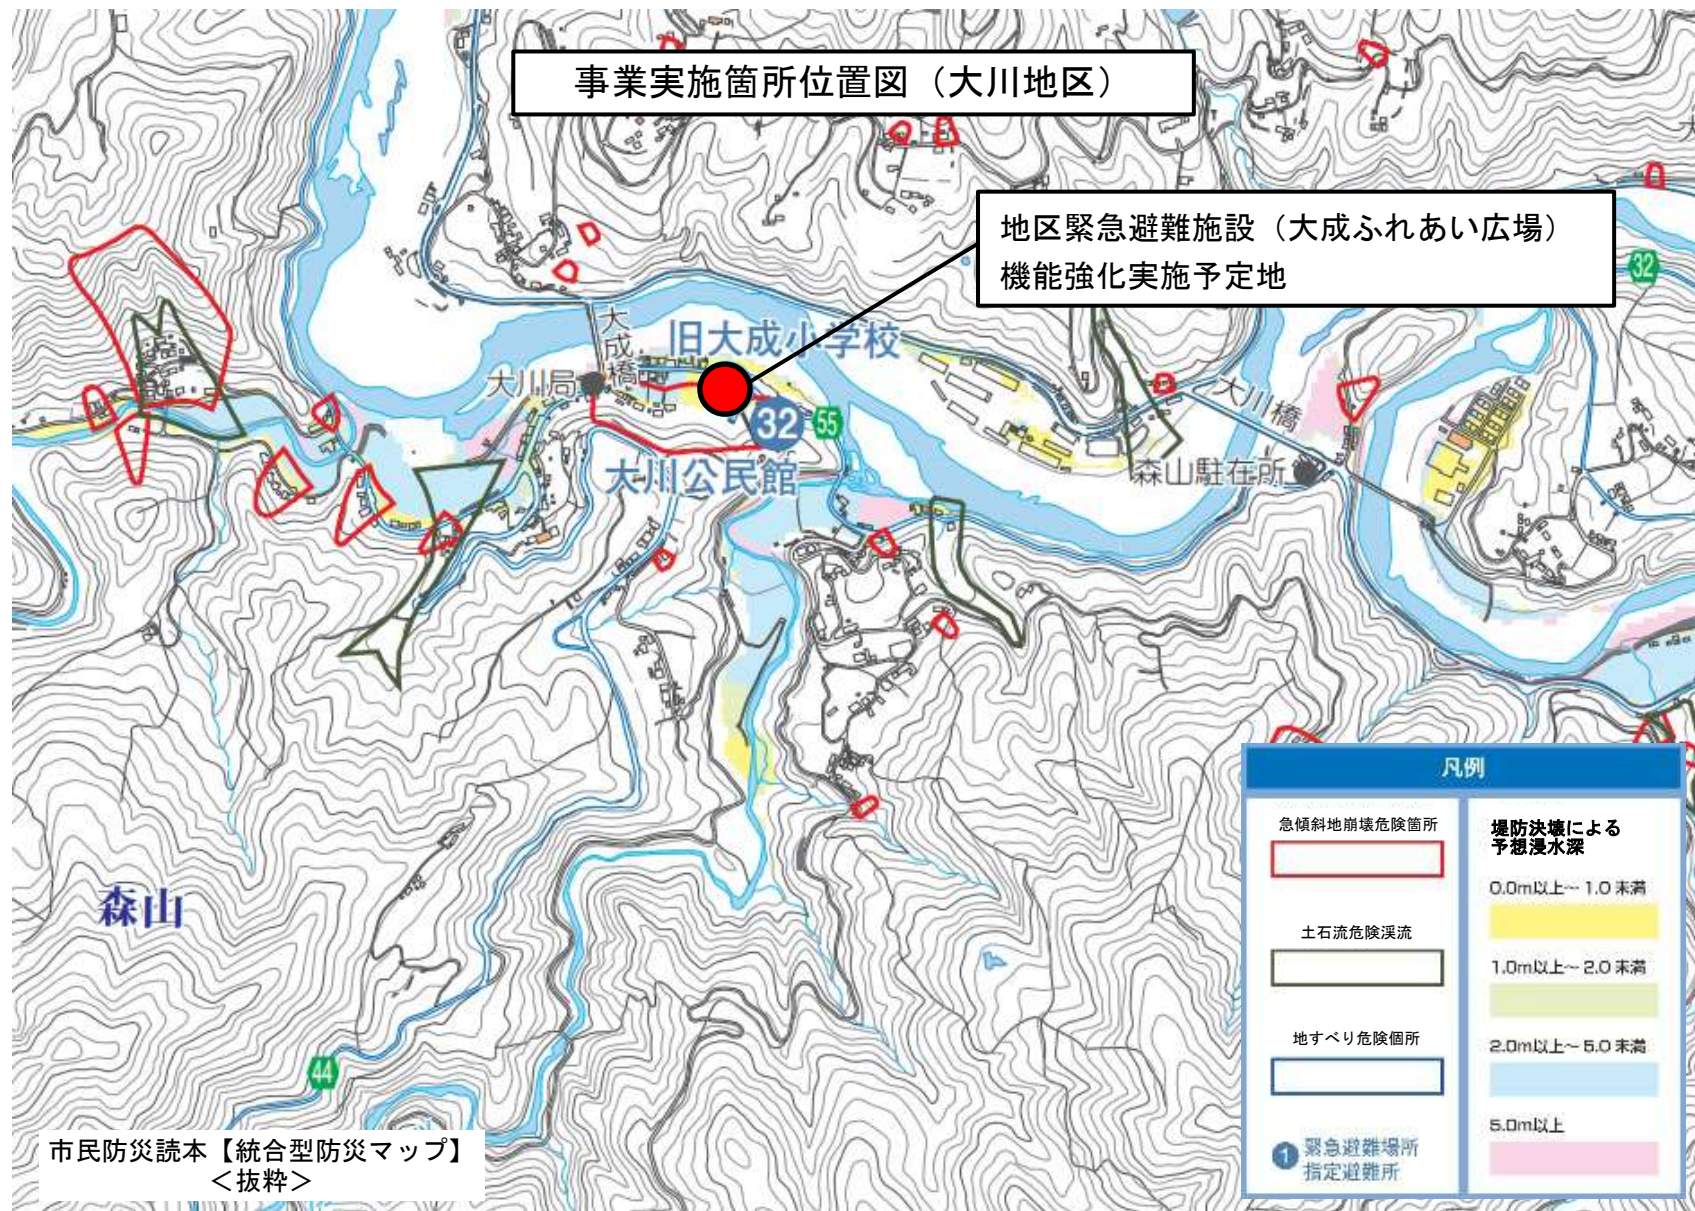 事業実施箇所位置図（大川地区）
地区緊急避難施設（大成ふれあい広場）
機能強化実施予定地
32
大成橋
旧大成小学校
大川局
32
55
大川公民館
大川橋
森山駐在所
森山
44
市民防災読本【統合型防災マップ】
＜抜粋＞
凡例
急傾斜地崩壊危険箇所
土石流危険渓流
地すべり危険個所
1 緊急避難場所
指定避難所
堤防決壊による
予想浸水深
0.0m以上〜1.0未満
1.0m以上〜2.0未満
2.0m以上〜5.0未満
5.0m以上